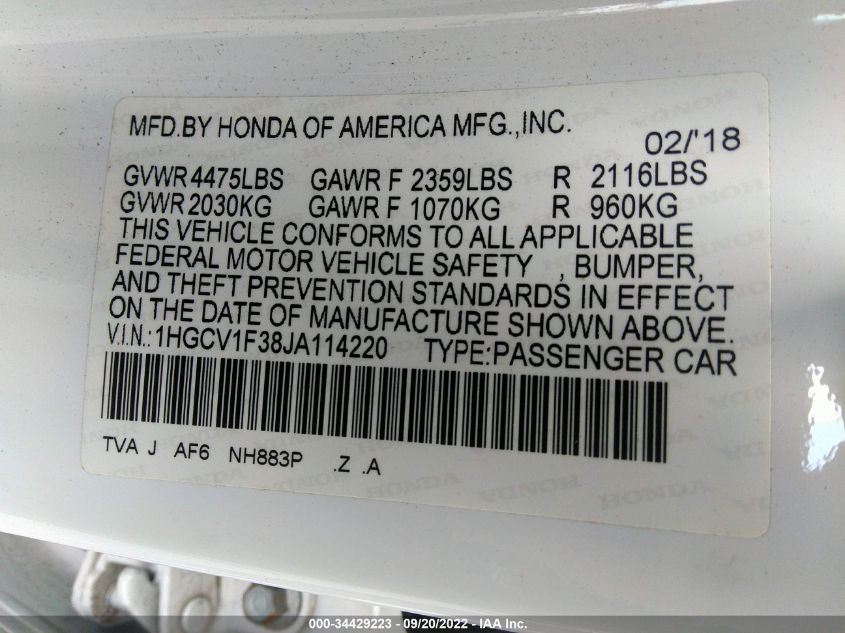 MFD.BY HONDA OF AMERICA MFG.,INC. 02/'18
GVWR 4475LBS GAWR F 2359LBS R 2116LBS
GVWR 2030KG GAWR F 1070KG R 960KG
THIS VEHICLE CONFORMS TO ALL APPLICABLE
FEDERAL MOTOR VEHICLE SAFETY , BUMPER,
AND THEFT PREVENTION STANDARDS IN EFFECT
ON THE DATE OF MANUFACTURE SHOWN ABOVE.
V.I.N.:1HGCV1F38JA114220 TYPE:PASSENGER CAR
TVA J AF6 NH883P .Z .A
HONDA HONDA
000-34429223 - 09/20/2022 - IAA Inc.